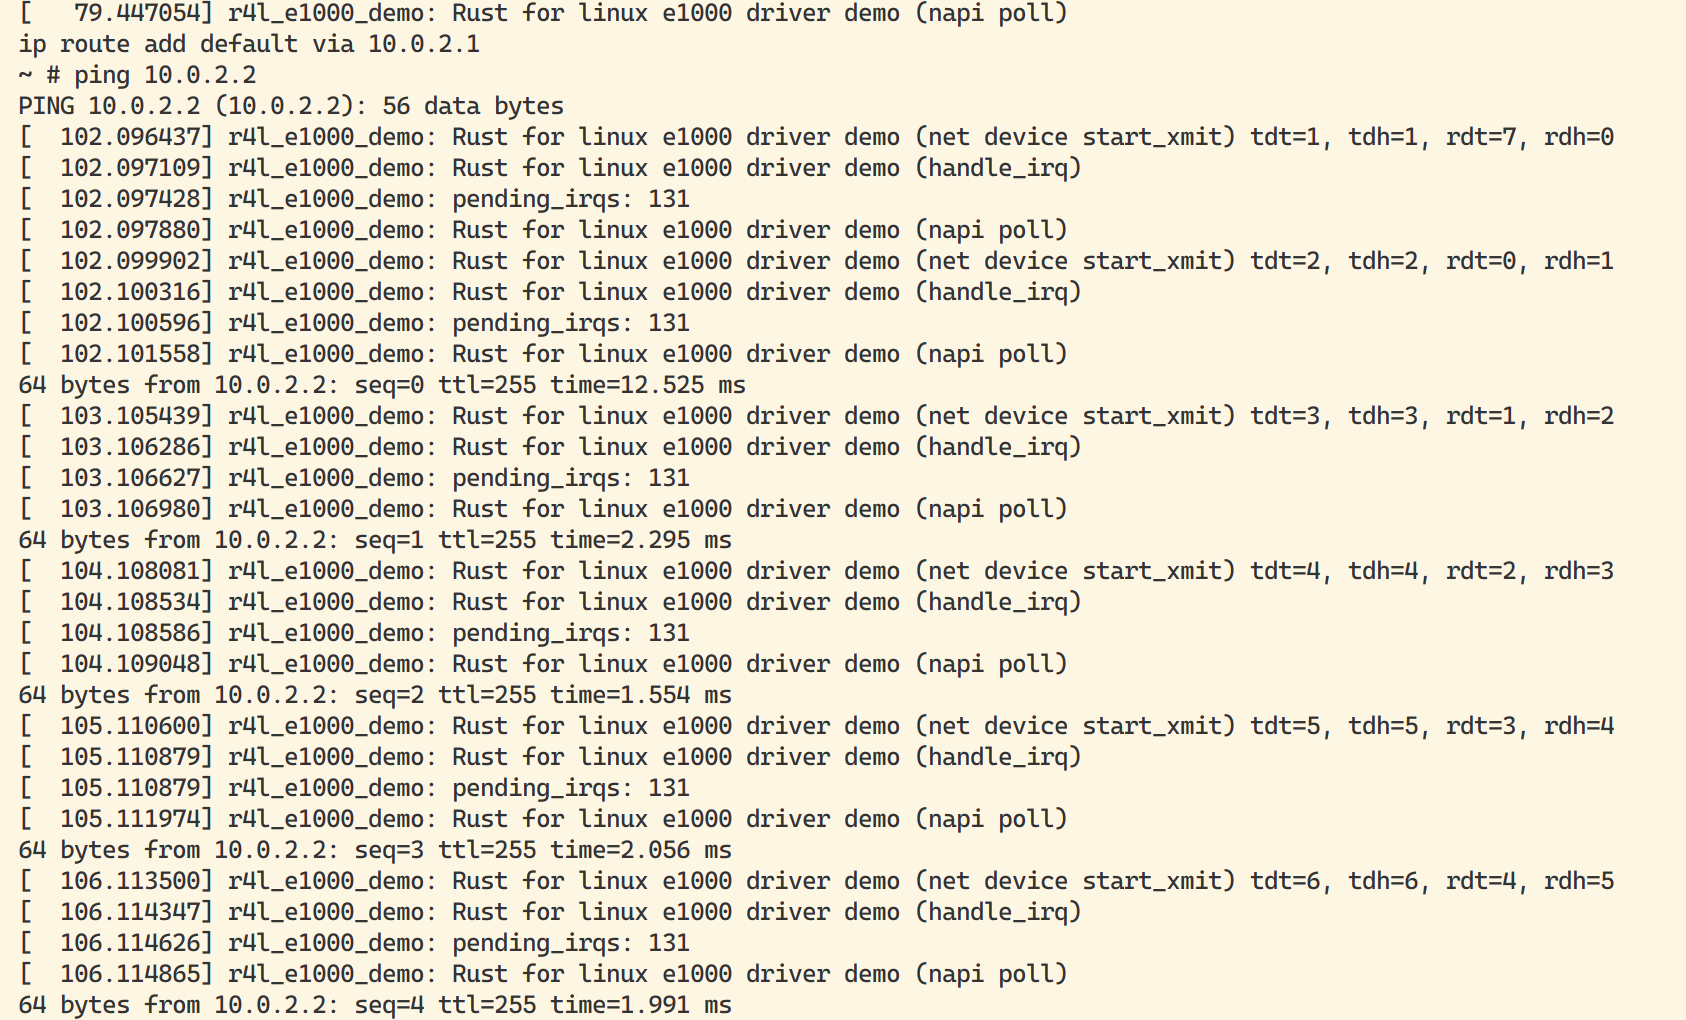 [   79.447054] r4l_e1000_demo: Rust for linux e1000 driver demo (napi poll)
ip route add default via 10.0.2.1
~ # ping 10.0.2.2
PING 10.0.2.2 (10.0.2.2): 56 data bytes
[  102.096437] r4l_e1000_demo: Rust for linux e1000 driver demo (net device start_xmit) tdt=1, tdh=1, rdt=7, rdh=0
[  102.097109] r4l_e1000_demo: Rust for linux e1000 driver demo (handle_irq)
[  102.097428] r4l_e1000_demo: pending_irqs: 131
[  102.097880] r4l_e1000_demo: Rust for linux e1000 driver demo (napi poll)
[  102.099902] r4l_e1000_demo: Rust for linux e1000 driver demo (net device start_xmit) tdt=2, tdh=2, rdt=0, rdh=1
[  102.100316] r4l_e1000_demo: Rust for linux e1000 driver demo (handle_irq)
[  102.100596] r4l_e1000_demo: pending_irqs: 131
[  102.101558] r4l_e1000_demo: Rust for linux e1000 driver demo (napi poll)
64 bytes from 10.0.2.2: seq=0 ttl=255 time=12.525 ms
[  103.105439] r4l_e1000_demo: Rust for linux e1000 driver demo (net device start_xmit) tdt=3, tdh=3, rdt=1, rdh=2
[  103.106286] r4l_e1000_demo: Rust for linux e1000 driver demo (handle_irq)
[  103.106627] r4l_e1000_demo: pending_irqs: 131
[  103.106980] r4l_e1000_demo: Rust for linux e1000 driver demo (napi poll)
64 bytes from 10.0.2.2: seq=1 ttl=255 time=2.295 ms
[  104.108081] r4l_e1000_demo: Rust for linux e1000 driver demo (net device start_xmit) tdt=4, tdh=4, rdt=2, rdh=3
[  104.108534] r4l_e1000_demo: Rust for linux e1000 driver demo (handle_irq)
[  104.108586] r4l_e1000_demo: pending_irqs: 131
[  104.109048] r4l_e1000_demo: Rust for linux e1000 driver demo (napi poll)
64 bytes from 10.0.2.2: seq=2 ttl=255 time=1.554 ms
[  105.110600] r4l_e1000_demo: Rust for linux e1000 driver demo (net device start_xmit) tdt=5, tdh=5, rdt=3, rdh=4
[  105.110879] r4l_e1000_demo: Rust for linux e1000 driver demo (handle_irq)
[  105.110879] r4l_e1000_demo: pending_irqs: 131
[  105.111974] r4l_e1000_demo: Rust for linux e1000 driver demo (napi poll)
64 bytes from 10.0.2.2: seq=3 ttl=255 time=2.056 ms
[  106.113500] r4l_e1000_demo: Rust for linux e1000 driver demo (net device start_xmit) tdt=6, tdh=6, rdt=4, rdh=5
[  106.114347] r4l_e1000_demo: Rust for linux e1000 driver demo (handle_irq)
[  106.114626] r4l_e1000_demo: pending_irqs: 131
[  106.114865] r4l_e1000_demo: Rust for linux e1000 driver demo (napi poll)
64 bytes from 10.0.2.2: seq=4 ttl=255 time=1.991 ms